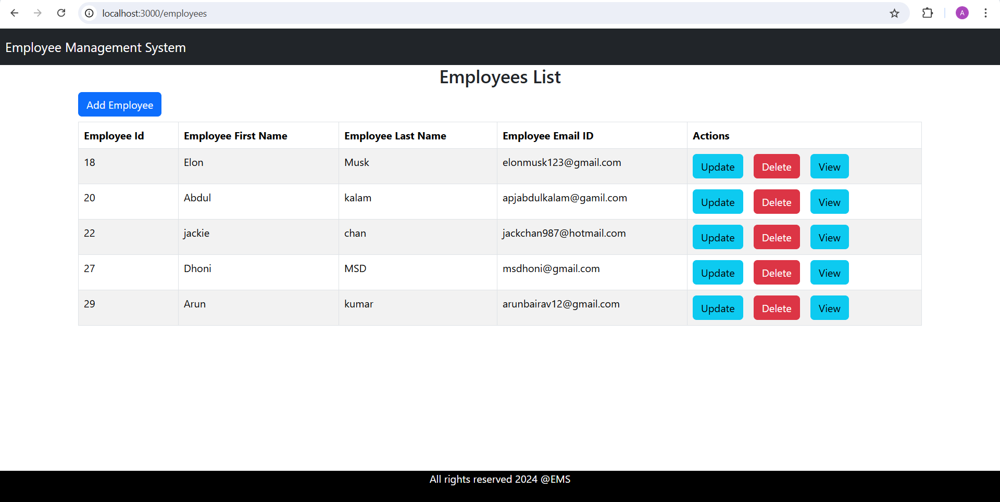 localhost:3000/employees
A
Employee Management System
Employees List
Add Employee
Employee Id Employee First Name Employee Last Name Employee Email ID Actions
18 Elon Musk elonmusk123@gmail.com Update Delete View
20 Abdul kalam apjabdulkalam@gamil.com Update Delete View
22 jackie chan jackchan987@hotmail.com Update Delete View
27 Dhoni MSD msdhoni@gmail.com Update Delete View
29 Arun kumar arunbairav12@gmail.com Update Delete View
All rights reserved 2024 @EMS